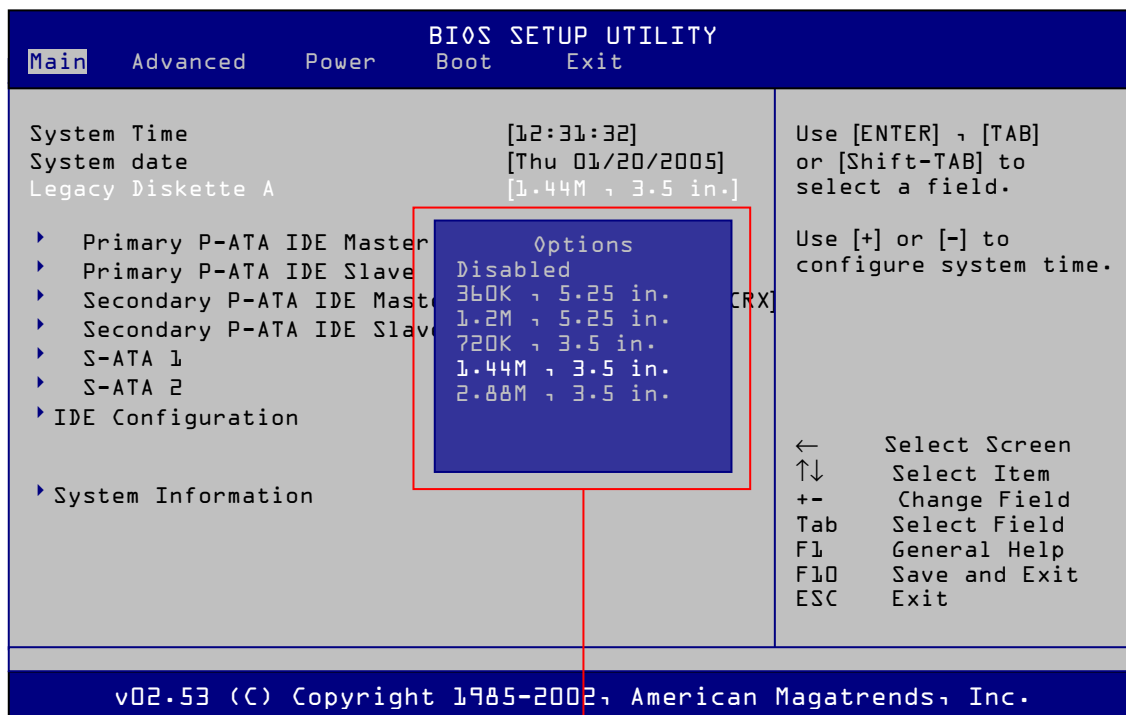 BIOS SETUP UTILITY
Main Advanced Power Boot Exit
System Time [12:31:32]
System date [Thu 01/20/2005]
Legacy Diskette A [1.44M , 3.5 in.]
Primary P-ATA IDE Master
Primary P-ATA IDE Slave
Secondary P-ATA IDE Mast CRX]
Secondary P-ATA IDE Slav
S-ATA 1
S-ATA 2
IDE Configuration
System Information
Options
Disabled
360K , 5.25 in.
1.2M , 5.25 in.
720K , 3.5 in.
1.44M , 3.5 in.
2.88M , 3.5 in.
Use [ENTER] , [TAB]
or [Shift-TAB] to
select a field.
Use [+] or [-] to
configure system time.
← Select Screen
↑↓ Select Item
+- Change Field
Tab Select Field
F1 General Help
F10 Save and Exit
ESC Exit
v02.53 (C) Copyright 1985-2002, American Magatrends, Inc.